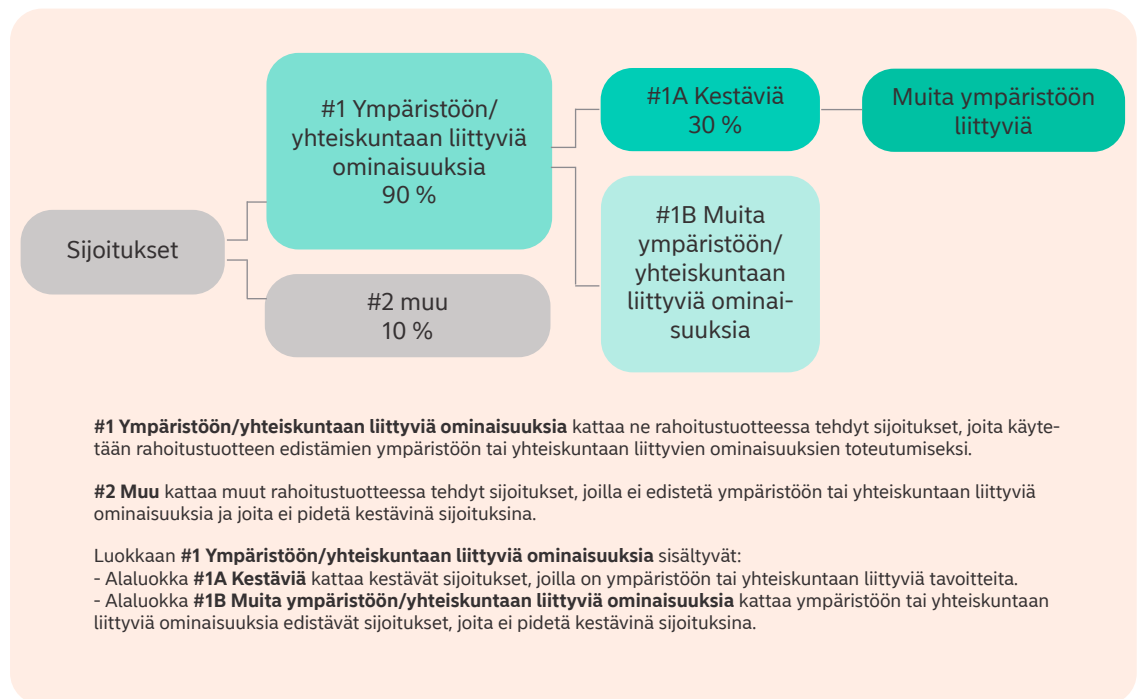 #1 Ympäristöön/
yhteiskuntaan liittyviä
ominaisuuksia
90 %
#1A Kestäviä
30 %
Muita ympäristöön
liittyviä
Sijoitukset
#1B Muita
ympäristöön/
yhteiskuntaan
liittyviä ominai-
suuksia
#2 muu
10 %
#1 Ympäristöön/yhteiskuntaan liittyviä ominaisuuksia kattaa ne rahoitustuotteessa tehdyt sijoitukset, joita käyte-
tään rahoitustuotteen edistämien ympäristöön tai yhteiskuntaan liittyvien ominaisuuksien toteutumiseksi.
#2 Muu kattaa muut rahoitustuotteessa tehdyt sijoitukset, joilla ei edistetä ympäristöön tai yhteiskuntaan liittyviä
ominaisuuksia ja joita ei pidetä kestävinä sijoituksina.
Luokkaan #1 Ympäristöön/yhteiskuntaan liittyviä ominaisuuksia sisältyvät:
- Alaluokka #1A Kestäviä kattaa kestävät sijoitukset, joilla on ympäristöön tai yhteiskuntaan liittyviä tavoitteita.
- Alaluokka #1B Muita ympäristöön/yhteiskuntaan liittyviä ominaisuuksia kattaa ympäristöön tai yhteiskuntaan
liittyviä ominaisuuksia edistävät sijoitukset, joita ei pidetä kestävinä sijoituksina.